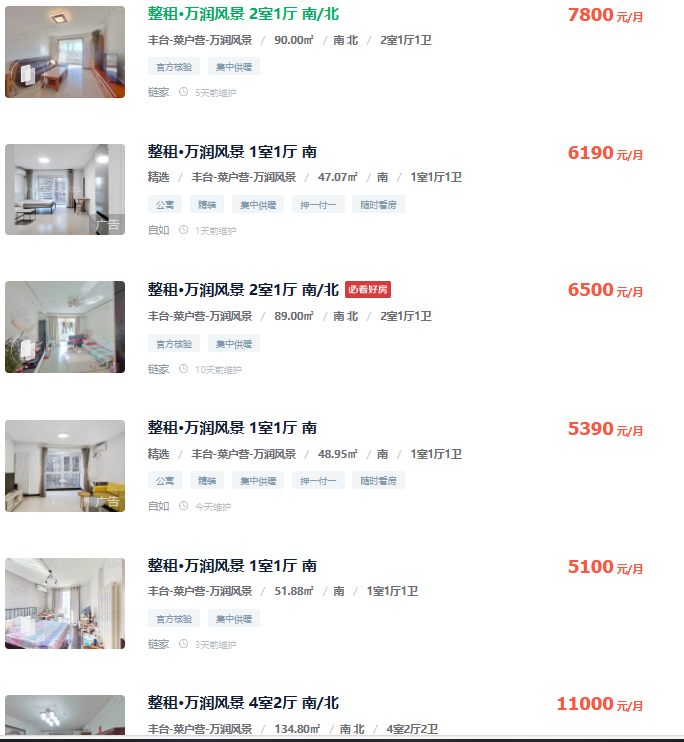 整租·万润风景 2室1厅 南/北
7800 元/月
丰台-菜户营-万润风景 / 90.00㎡ / 南 北 / 2室1厅1卫
官方核验 集中供暖
链家 5天前维护
整租·万润风景 1室1厅 南
6190 元/月
精选 / 丰台-菜户营-万润风景 / 47.07㎡ / 南 / 1室1厅1卫
公寓 精装 集中供暖 押一付一 随时看房
广告
自如 1天前维护
整租·万润风景 2室1厅 南/北 必看好房
6500 元/月
丰台-菜户营-万润风景 / 89.00㎡ / 南 北 / 2室1厅1卫
官方核验 集中供暖
链家 10天前维护
整租·万润风景 1室1厅 南
5390 元/月
精选 / 丰台-菜户营-万润风景 / 48.95㎡ / 南 / 1室1厅1卫
公寓 精装 集中供暖 押一付一 随时看房
广告
自如 今天前维护
整租·万润风景 1室1厅 南
5100 元/月
丰台-菜户营-万润风景 / 51.88㎡ / 南 / 1室1厅1卫
官方核验 集中供暖
链家 3天前维护
整租·万润风景 4室2厅 南/北
11000 元/月
丰台-菜户营-万润风景 / 134.80㎡ / 南 北 / 4室2厅2卫